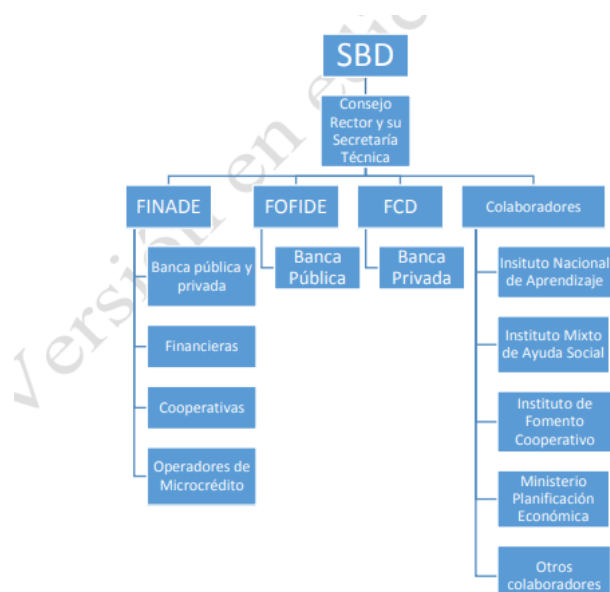 SBD
Consejo
Rector y su
Secretaría
Técnica
FINADE
FOFIDE
FCD
Colaboradores
Banca pública y
privada
Financieras
Cooperativas
Operadores de
Microcrédito
Banca
Pública
Banca
Privada
Insituto Nacional
de Aprendizaje
Instituto Mixto
de Ayuda Social
Instituto de
Fomento
Cooperativo
Ministerio
Planificación
Económica
Otros
colaboradores
Versión en